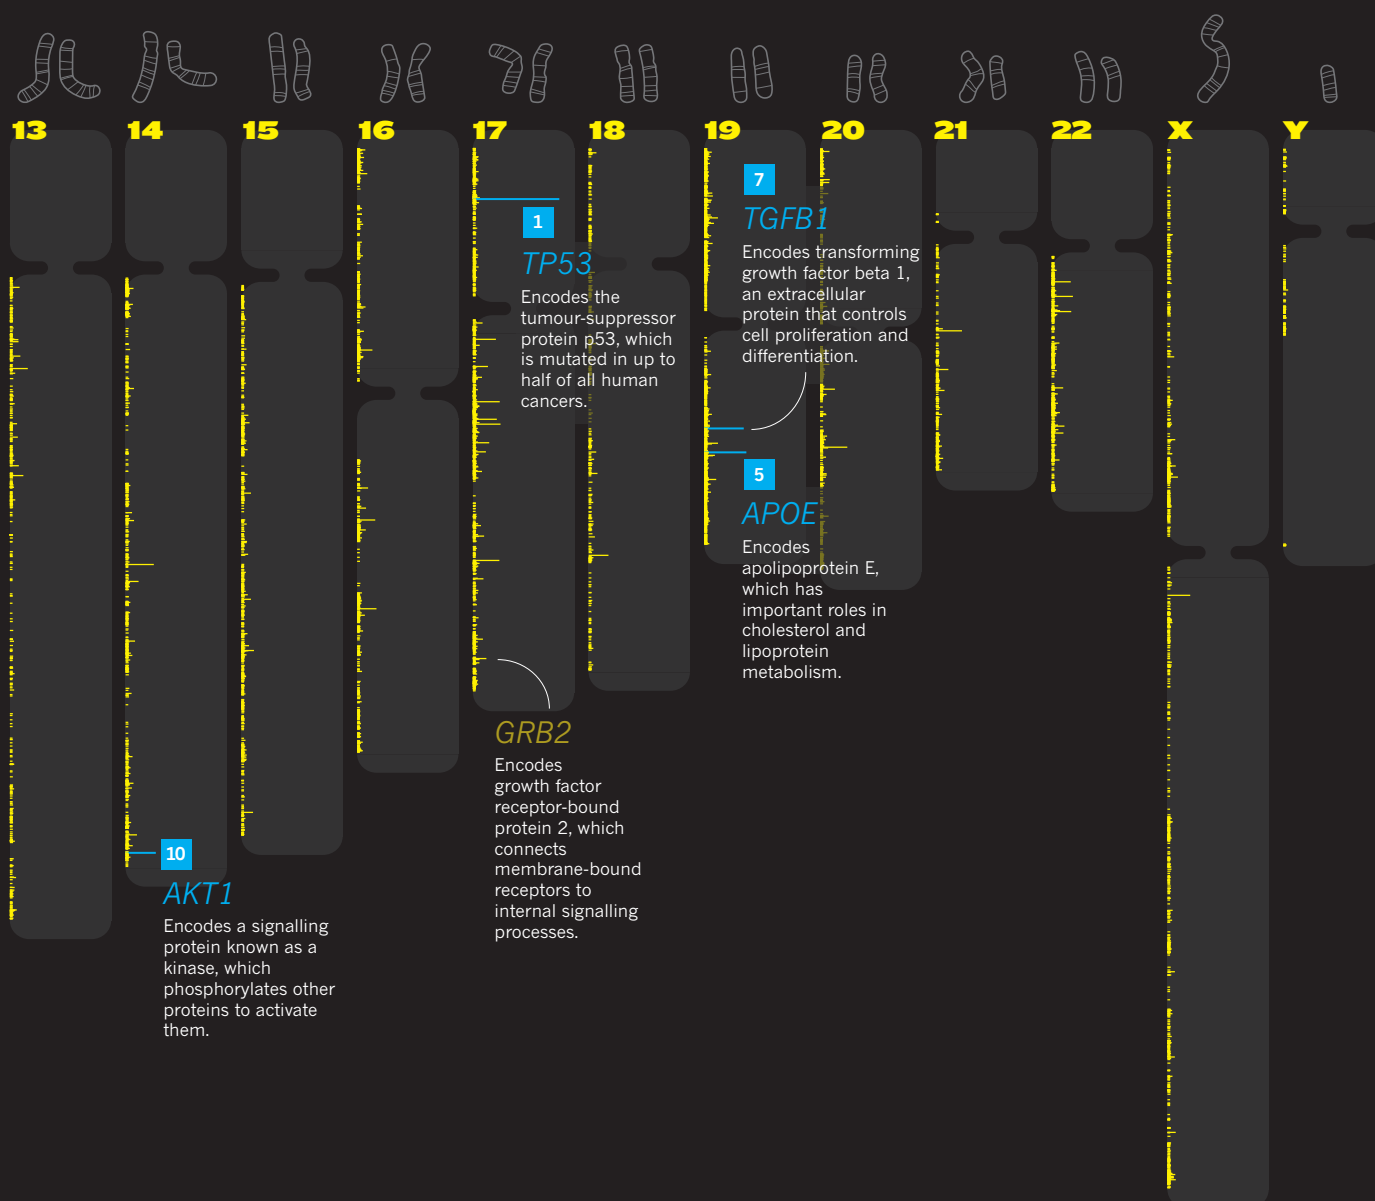 13 14 15 16 17 18 19 20 21 22 X Y
7
TGFB1
Encodes transforming
growth factor beta 1,
an extracellular
protein that controls
cell proliferation and
differentiation.
1
TP53
Encodes the
tumour-suppressor
protein p53, which
is mutated in up to
half of all human
cancers.
5
APOE
Encodes
apolipoprotein E,
which has
important roles in
cholesterol and
lipoprotein
metabolism.
GRB2
Encodes
growth factor
receptor-bound
protein 2, which
connects
membrane-bound
receptors to
internal signalling
processes.
10
AKT1
Encodes a signalling
protein known as a
kinase, which
phosphorylates other
proteins to activate
them.